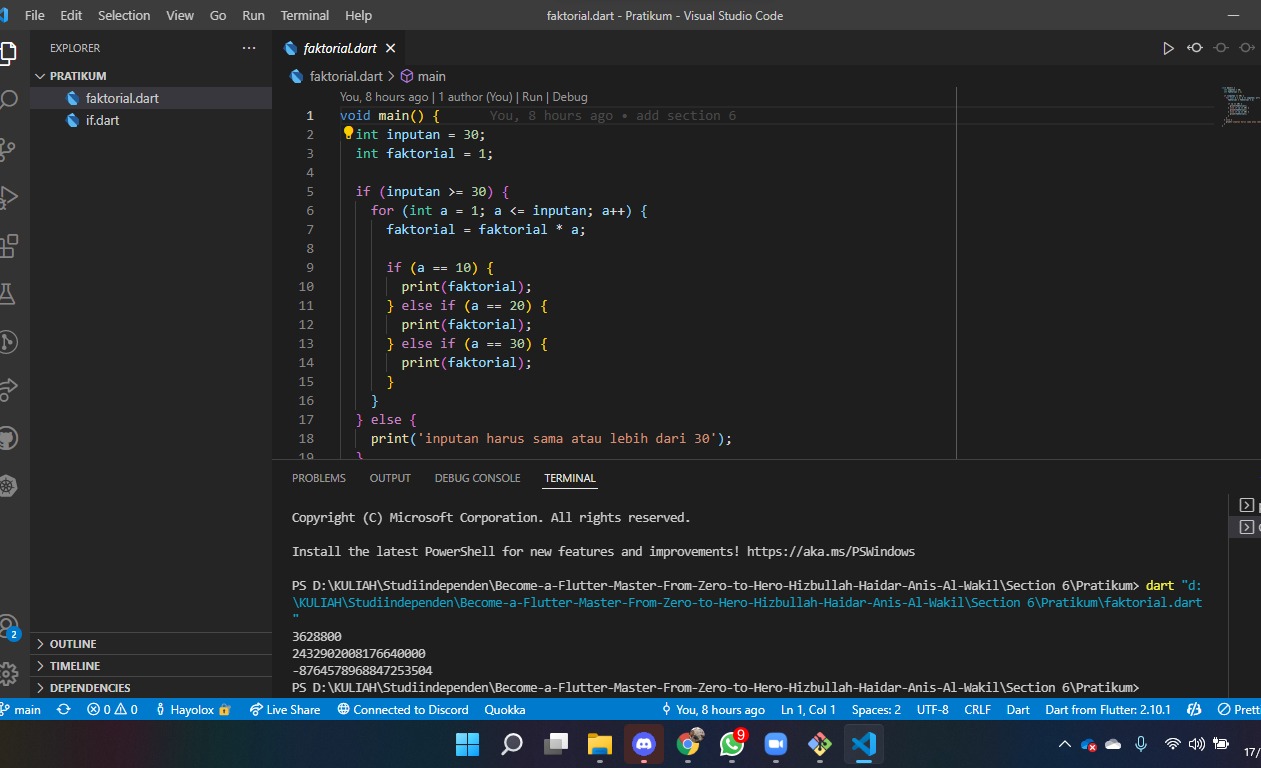 File Edit Selection View Go Run Terminal Help
faktorial.dart - Pratikum - Visual Studio Code
EXPLORER
PRATIKUM
faktorial.dart
if.dart
OUTLINE
TIMELINE
DEPENDENCIES
faktorial.dart
faktorial.dart > main
You, 8 hours ago | 1 author (You) | Run | Debug
1 void main() { You, 8 hours ago • add section 6
2 int inputan = 30;
3 int faktorial = 1;
4
5 if (inputan >= 30) {
6 for (int a = 1; a <= inputan; a++) {
7 faktorial = faktorial * a;
8
9 if (a == 10) {
10 print(faktorial);
11 } else if (a == 20) {
12 print(faktorial);
13 } else if (a == 30) {
14 print(faktorial);
15 }
16 }
17 } else {
18 print('inputan harus sama atau lebih dari 30');
19 }
PROBLEMS OUTPUT DEBUG CONSOLE TERMINAL
Copyright (C) Microsoft Corporation. All rights reserved.
Install the latest PowerShell for new features and improvements! https://aka.ms/PSWindows
PS D:\KULIAH\Studiindependen\Become-a-Flutter-Master-From-Zero-to-Hero-Hizbullah-Haidar-Anis-Al-Wakil\Section 6\Pratikum> dart "d:
\KULIAH\Studiindependen\Become-a-Flutter-Master-From-Zero-to-Hero-Hizbullah-Haidar-Anis-Al-Wakil\Section 6\Pratikum\faktorial.dart
"
3628800
2432902008176640000
-8764578968847253504
PS D:\KULIAH\Studiindependen\Become-a-Flutter-Master-From-Zero-to-Hero-Hizbullah-Haidar-Anis-Al-Wakil\Section 6\Pratikum>
2
main 0 0 Hayolox Live Share Connected to Discord Quokka You, 8 hours ago Ln 1, Col 1 Spaces: 2 UTF-8 CRLF Dart Dart from Flutter: 2.10.1 Prett
9
17/